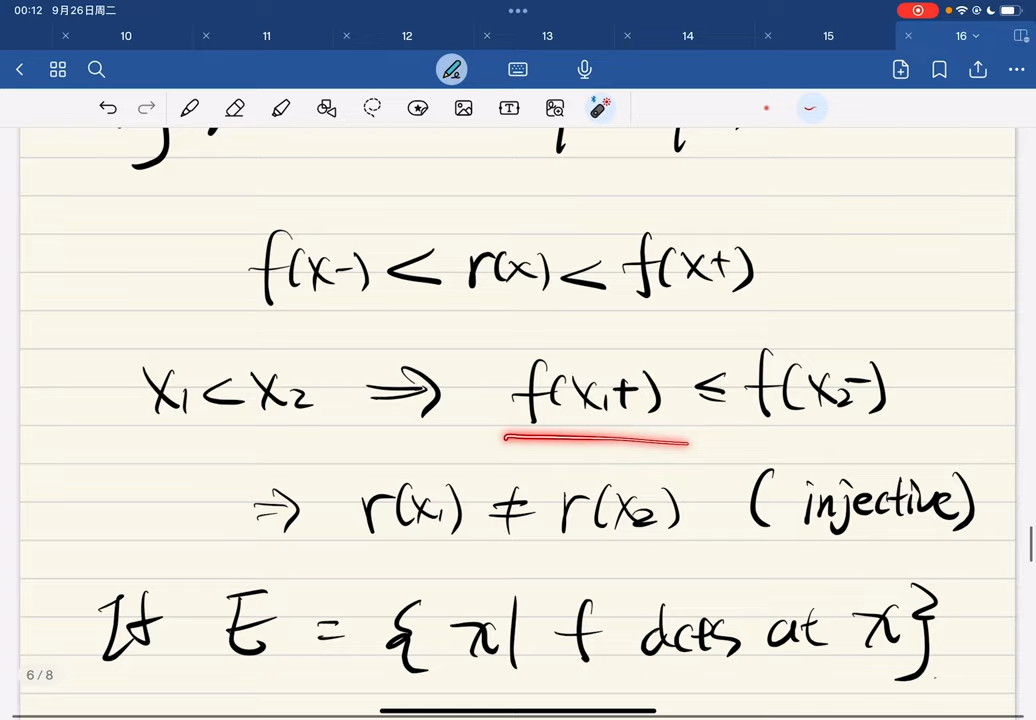 00:12 9月26日周二
10 11 12 13 14 15 16
f(x-) < r(x) < f(x+)
x₁ < x₂ ⇒ f(x₁+) ≤ f(x₂-)
⇒ r(x₁) ≠ r(x₂) (injective)
If E = {x| f dcts at x}
6/8